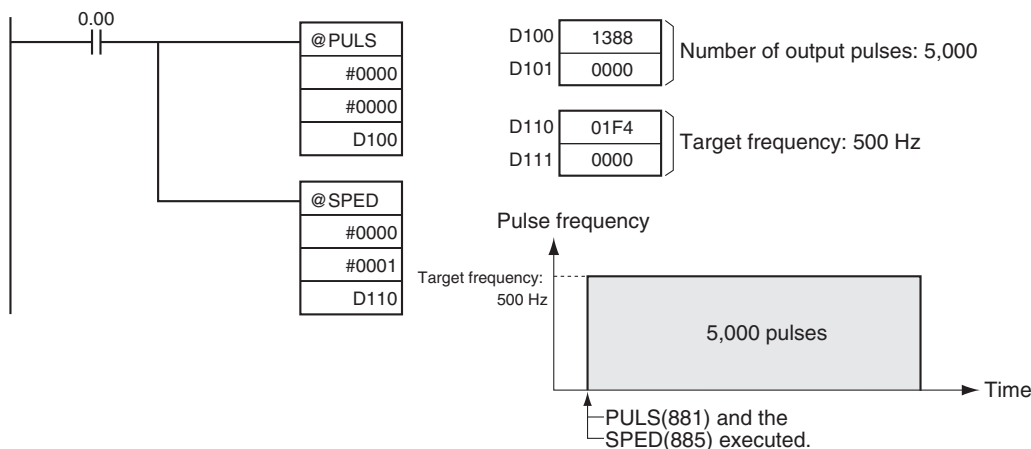 0.00
@PULS
#0000
#0000
D100
@SPED
#0000
#0001
D110
D100 1388
D101 0000
Number of output pulses: 5,000
D110 01F4
D111 0000
Target frequency: 500 Hz
Pulse frequency
Target frequency:
500 Hz
5,000 pulses
Time
PULS(881) and the
SPED(885) executed.